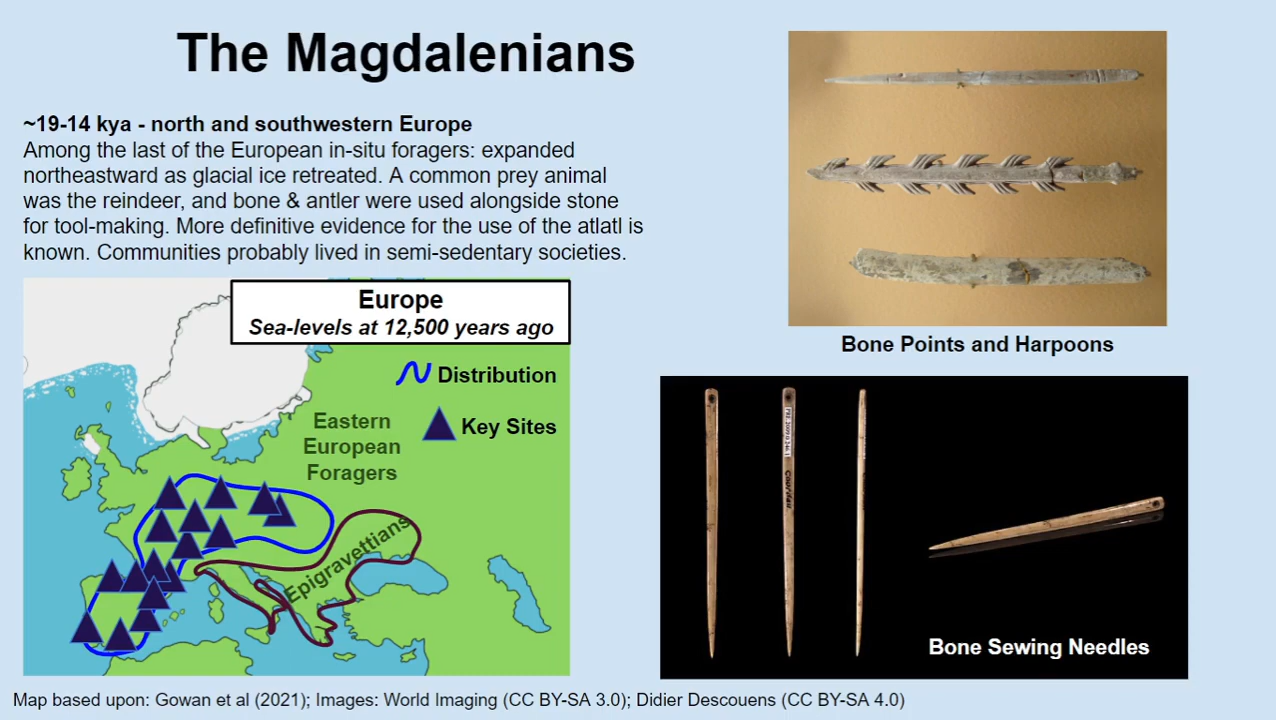 The Magdalenians
~19-14 kya - north and southwestern Europe
Among the last of the European in-situ foragers: expanded
northeastward as glacial ice retreated. A common prey animal
was the reindeer, and bone & antler were used alongside stone
for tool-making. More definitive evidence for the use of the atlatl is
known. Communities probably lived in semi-sedentary societies.
Europe
Sea-levels at 12,500 years ago
Distribution
Key Sites
Eastern
European
Foragers
Epigravettians
Bone Points and Harpoons
Bone Sewing Needles
Map based upon: Gowan et al (2021); Images: World Imaging (CC BY-SA 3.0); Didier Descouens (CC BY-SA 4.0)